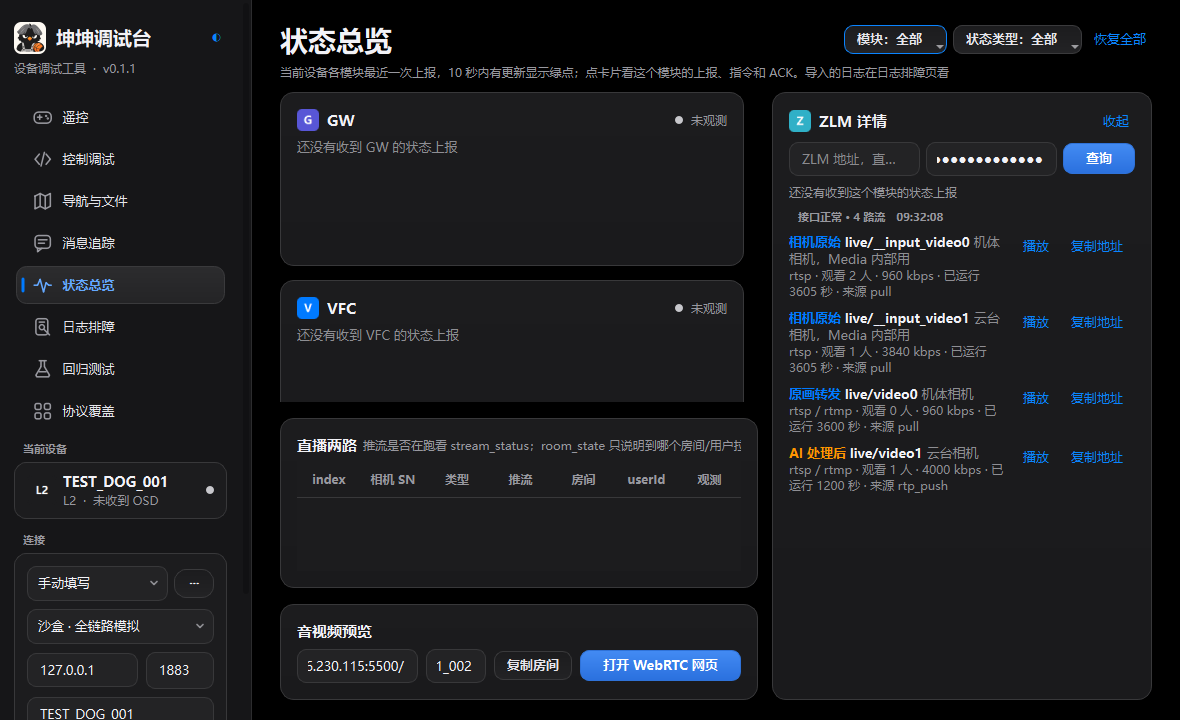 坤坤调试台
设备调试工具 · v0.1.1
遥控
控制调试
导航与文件
消息追踪
状态总览
日志排障
回归测试
协议覆盖
当前设备
L2
TEST_DOG_001
L2 · 未收到 OSD
连接
手动填写
...
沙盒 · 全链路模拟
127.0.0.1
1883
TEST_DOG_001
状态总览
模块：全部
状态类型：全部
恢复全部
当前设备各模块最近一次上报，10 秒内有更新显示绿点；点卡片看这个模块的上报、指令和 ACK。导入的日志在日志排障页看
G GW
未观测
还没有收到 GW 的状态上报
V VFC
未观测
还没有收到 VFC 的状态上报
直播两路 推流是否在跑看 stream_status；room_state 只说明到哪个房间/用户
index 相机 SN 类型 推流 房间 userId 观测
音视频预览
5.230.115:5500/
1_002
复制房间
打开 WebRTC 网页
Z ZLM 详情
收起
ZLM 地址，直...
●●●●●●●●●●●●●
查询
还没有收到这个模块的状态上报
接口正常 • 4 路流 09:32:08
相机原始 live/__input_video0 机体
相机，Media 内部用
rtsp · 观看 2 人 · 960 kbps · 已运行
3605 秒 · 来源 pull
播放 复制地址
相机原始 live/__input_video1 云台
相机，Media 内部用
rtsp · 观看 1 人 · 3840 kbps · 已运行
3605 秒 · 来源 pull
播放 复制地址
原画转发 live/video0 机体相机
rtsp / rtmp · 观看 0 人 · 960 kbps · 已
运行 3600 秒 · 来源 pull
播放 复制地址
AI 处理后 live/video1 云台相机
rtsp / rtmp · 观看 1 人 · 4000 kbps · 已
运行 1200 秒 · 来源 rtp_push
播放 复制地址